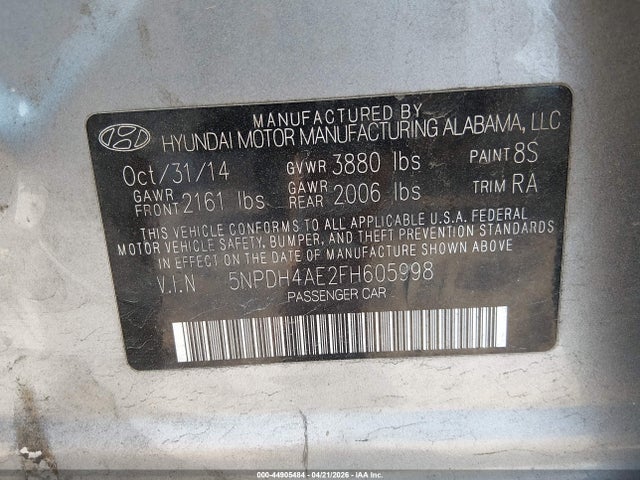 MANUFACTURED BY
HYUNDAI MOTOR MANUFACTURING ALABAMA, LLC
Oct/31/14 GVWR 3880 lbs PAINT 8S
GAWR FRONT 2161 lbs GAWR REAR 2006 lbs TRIM RA
THIS VEHICLE CONFORMS TO ALL APPLICABLE U.S.A. FEDERAL
MOTOR VEHICLE SAFETY, BUMPER, AND THEFT PREVENTION
STANDARDS IN EFFECT ON THE DATE OF MANUFACTURE SHOWN ABOVE
V.I.N 5NPDH4AE2FH605998
PASSENGER CAR
000-44905484 - 04/21/2026 - IAA Inc.